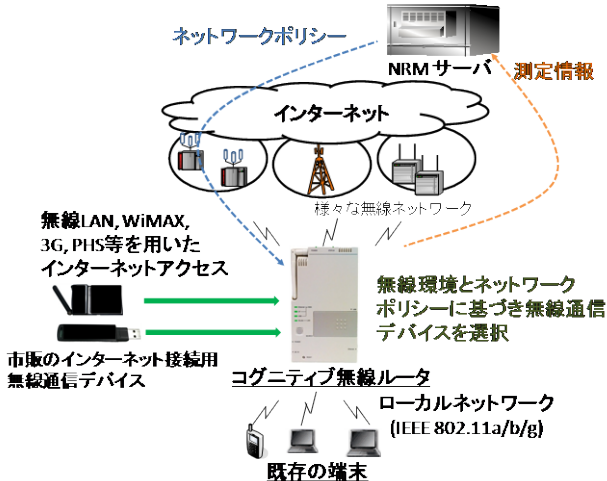 ネットワークポリシー
NRM サーバ
測定情報
インターネット
様々な無線ネットワーク
無線LAN, WiMAX,
3G, PHS等を用いた
インターネットアクセス
無線環境とネットワーク
ポリシーに基づき無線通信
デバイスを選択
市販のインターネット接続用
無線通信デバイス
コグニティブ無線ルータ
ローカルネットワーク
(IEEE 802.11a/b/g)
既存の端末